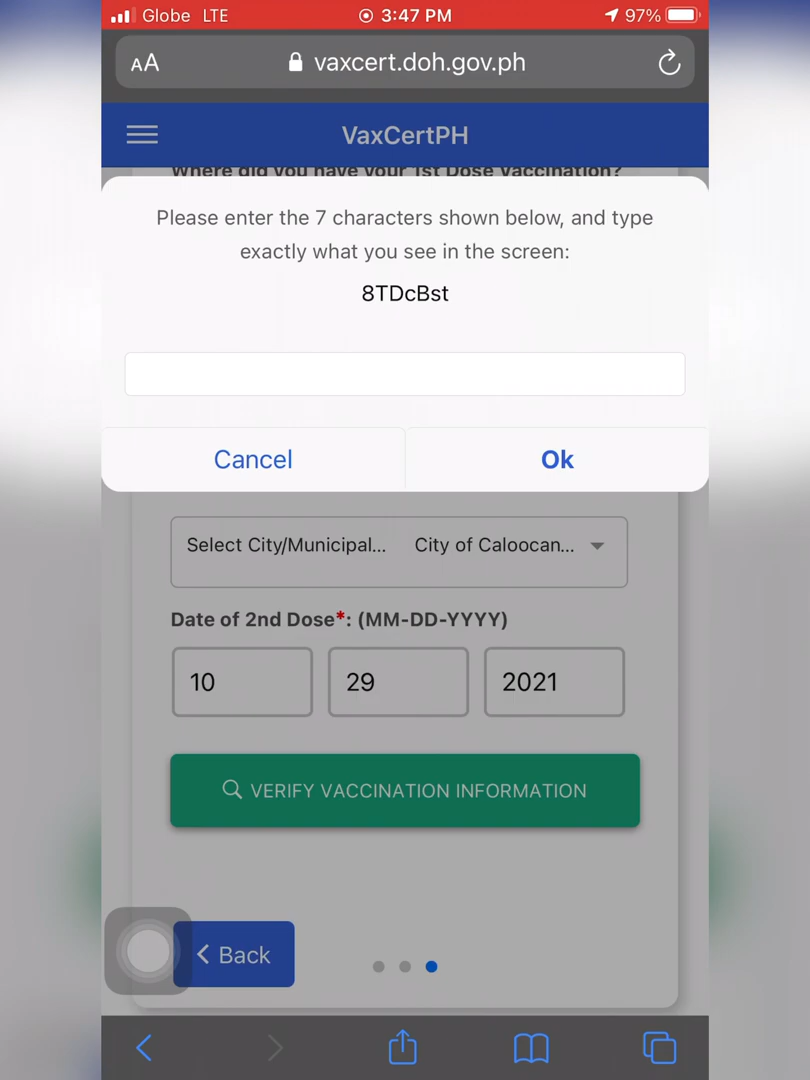 Globe LTE 3:47 PM 97%
AA vaxcert.doh.gov.ph
VaxCertPH
Where did you have your 1st Dose Vaccination?
Please enter the 7 characters shown below, and type
exactly what you see in the screen:
8TDcBst
Cancel Ok
Select City/Municipal... City of Caloocan...
Date of 2nd Dose*: (MM-DD-YYYY)
10 29 2021
VERIFY VACCINATION INFORMATION
Back